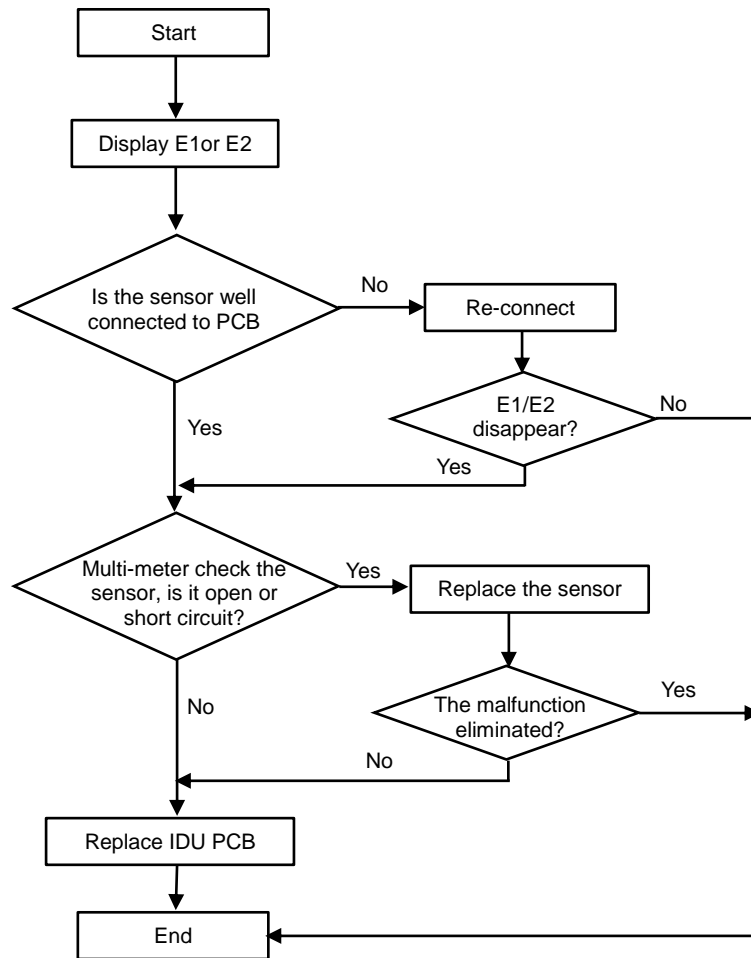 Start
Display E1or E2
Is the sensor well
connected to PCB
No
Re-connect
E1/E2
disappear?
No
Yes
Yes
Multi-meter check the
sensor, is it open or
short circuit?
Yes
Replace the sensor
The malfunction
eliminated?
Yes
No
No
Replace IDU PCB
End